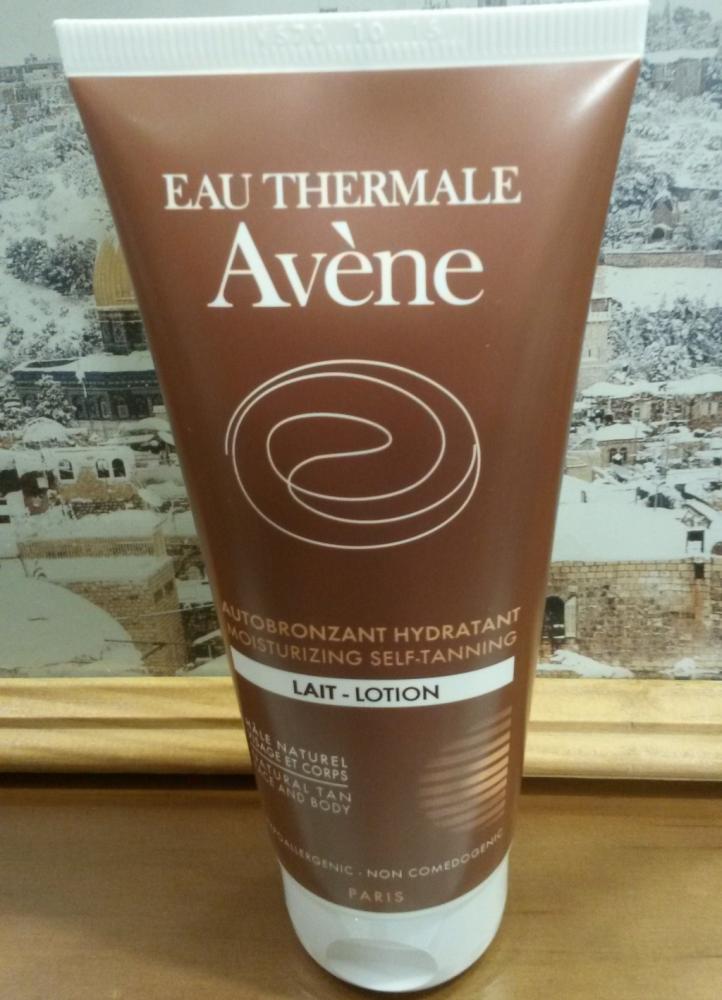 EAU THERMALE
Avène
AUTOBRONZANT HYDRATANT
MOISTURIZING SELF-TANNING
LAIT - LOTION
HÂLE NATUREL
VISAGE ET CORPS
NATURAL TAN
FACE AND BODY
HYPOALLERGENIC - NON COMEDOGENIC
PARIS